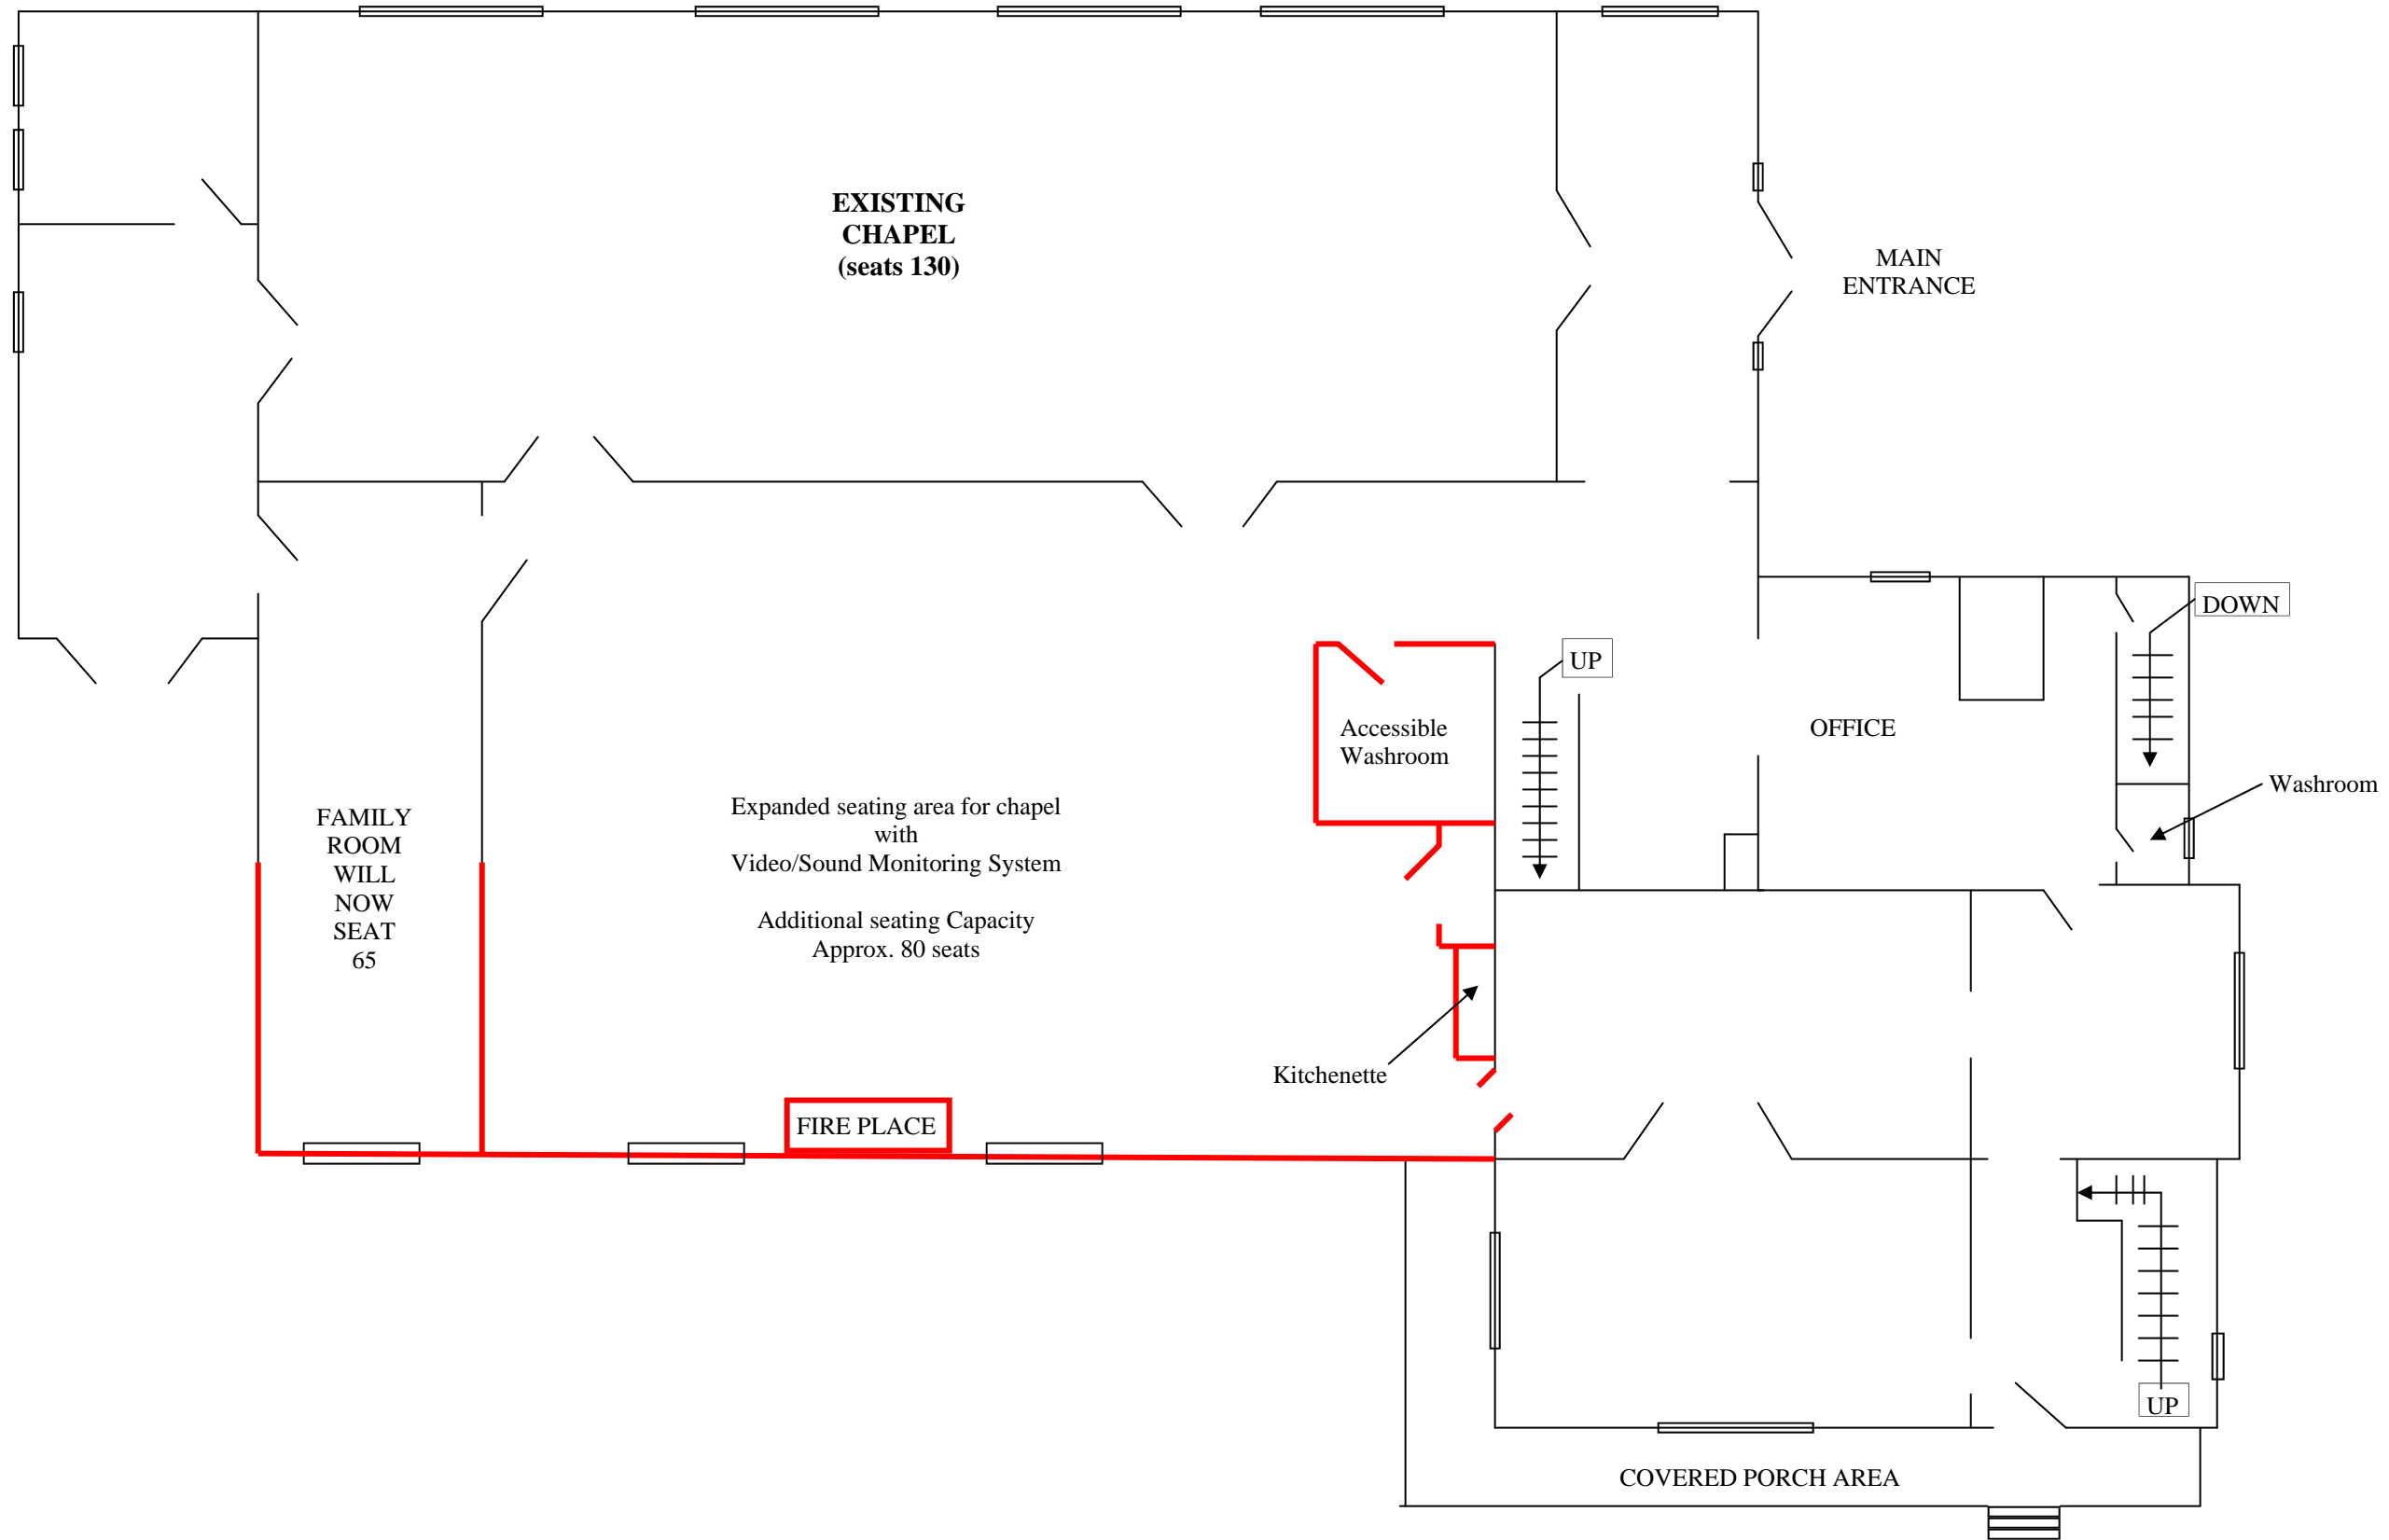 EXISTING
CHAPEL
(seats 130)
MAIN
ENTRANCE
DOWN
UP
OFFICE
Accessible
Washroom
Washroom
Expanded seating area for chapel
with
Video/Sound Monitoring System
Additional seating Capacity
Approx. 80 seats
FAMILY
ROOM
WILL
NOW
SEAT
65
Kitchenette
FIRE PLACE
UP
COVERED PORCH AREA